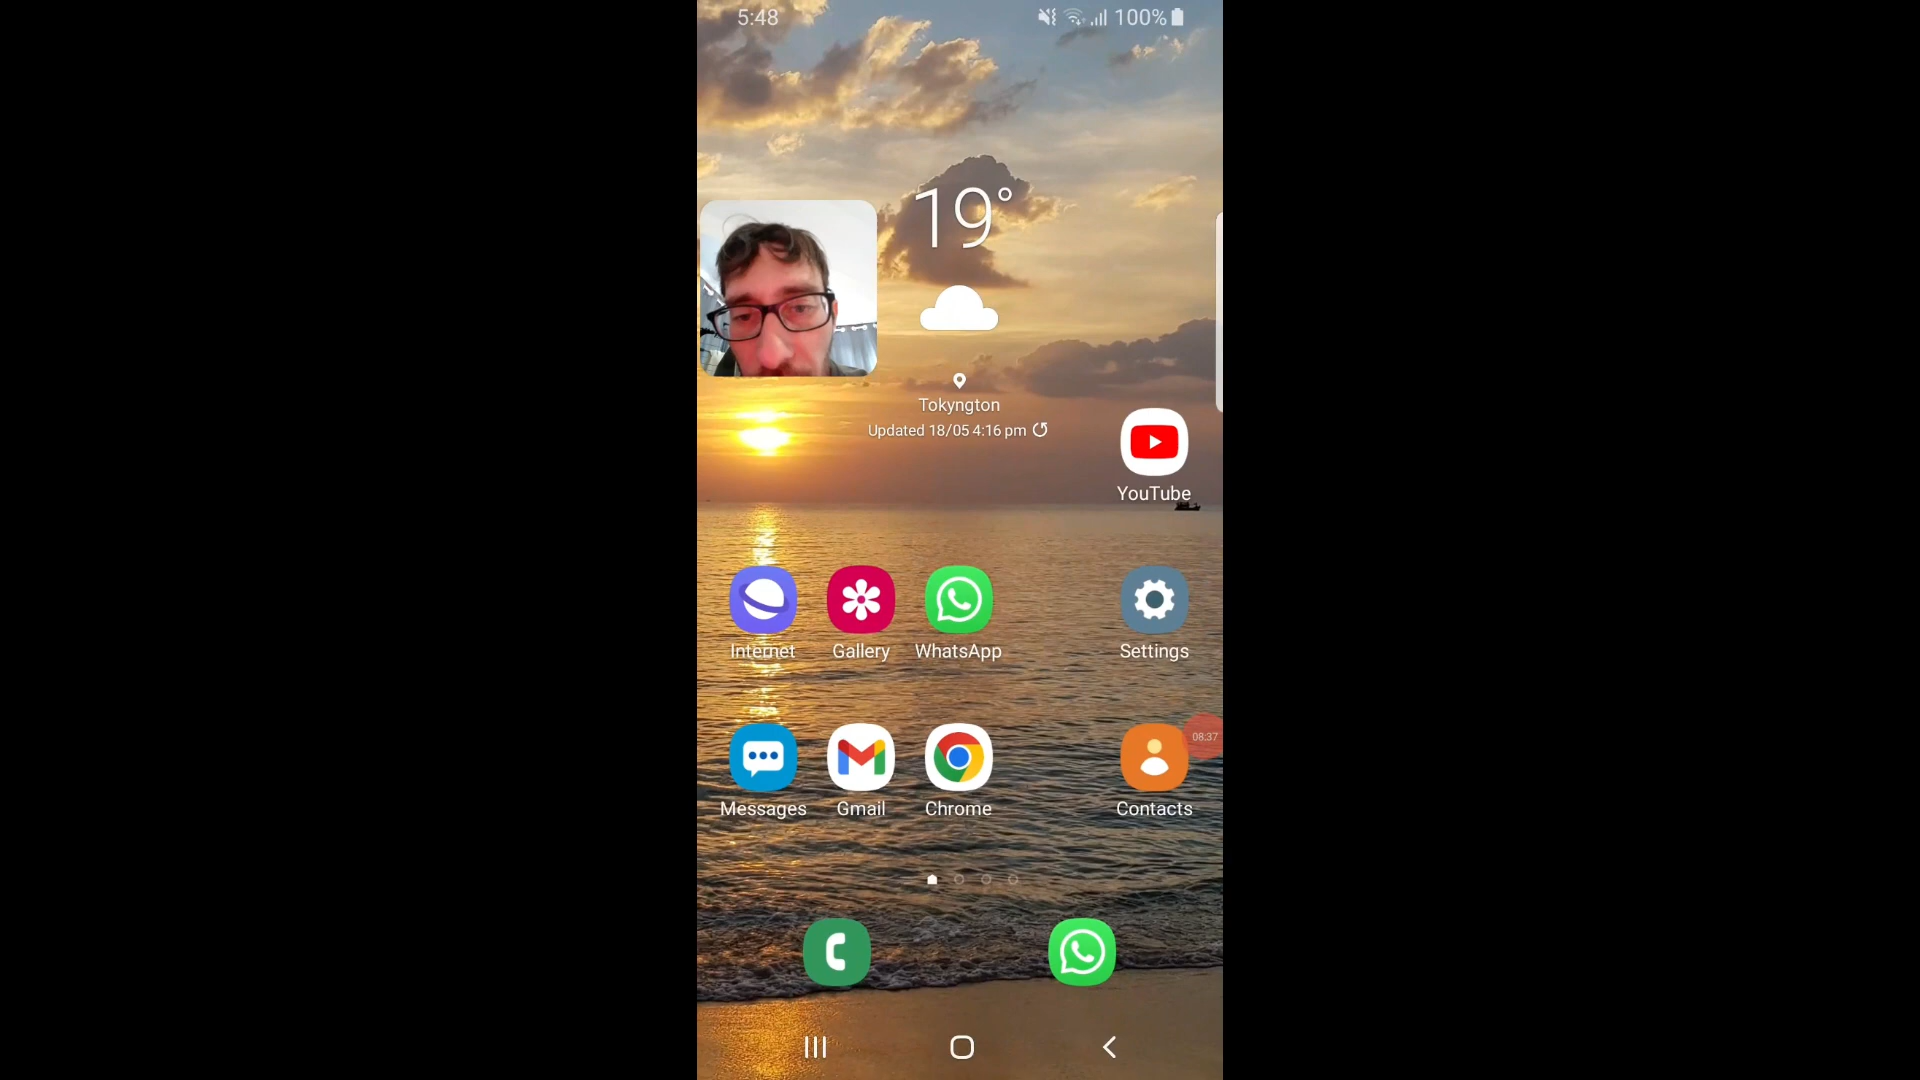 5:48
100%
19°
Tokyngton
Updated 18/05 4:16 pm
YouTube
Internet
Gallery
WhatsApp
Settings
08:37
Messages
Gmail
Chrome
Contacts